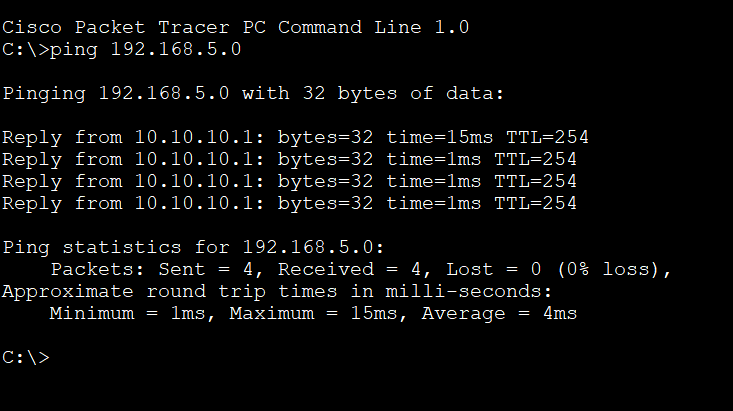 Cisco Packet Tracer PC Command Line 1.0
C:\>ping 192.168.5.0
Pinging 192.168.5.0 with 32 bytes of data:
Reply from 10.10.10.1: bytes=32 time=15ms TTL=254
Reply from 10.10.10.1: bytes=32 time=1ms TTL=254
Reply from 10.10.10.1: bytes=32 time=1ms TTL=254
Reply from 10.10.10.1: bytes=32 time=1ms TTL=254
Ping statistics for 192.168.5.0:
    Packets: Sent = 4, Received = 4, Lost = 0 (0% loss),
Approximate round trip times in milli-seconds:
    Minimum = 1ms, Maximum = 15ms, Average = 4ms
C:\>